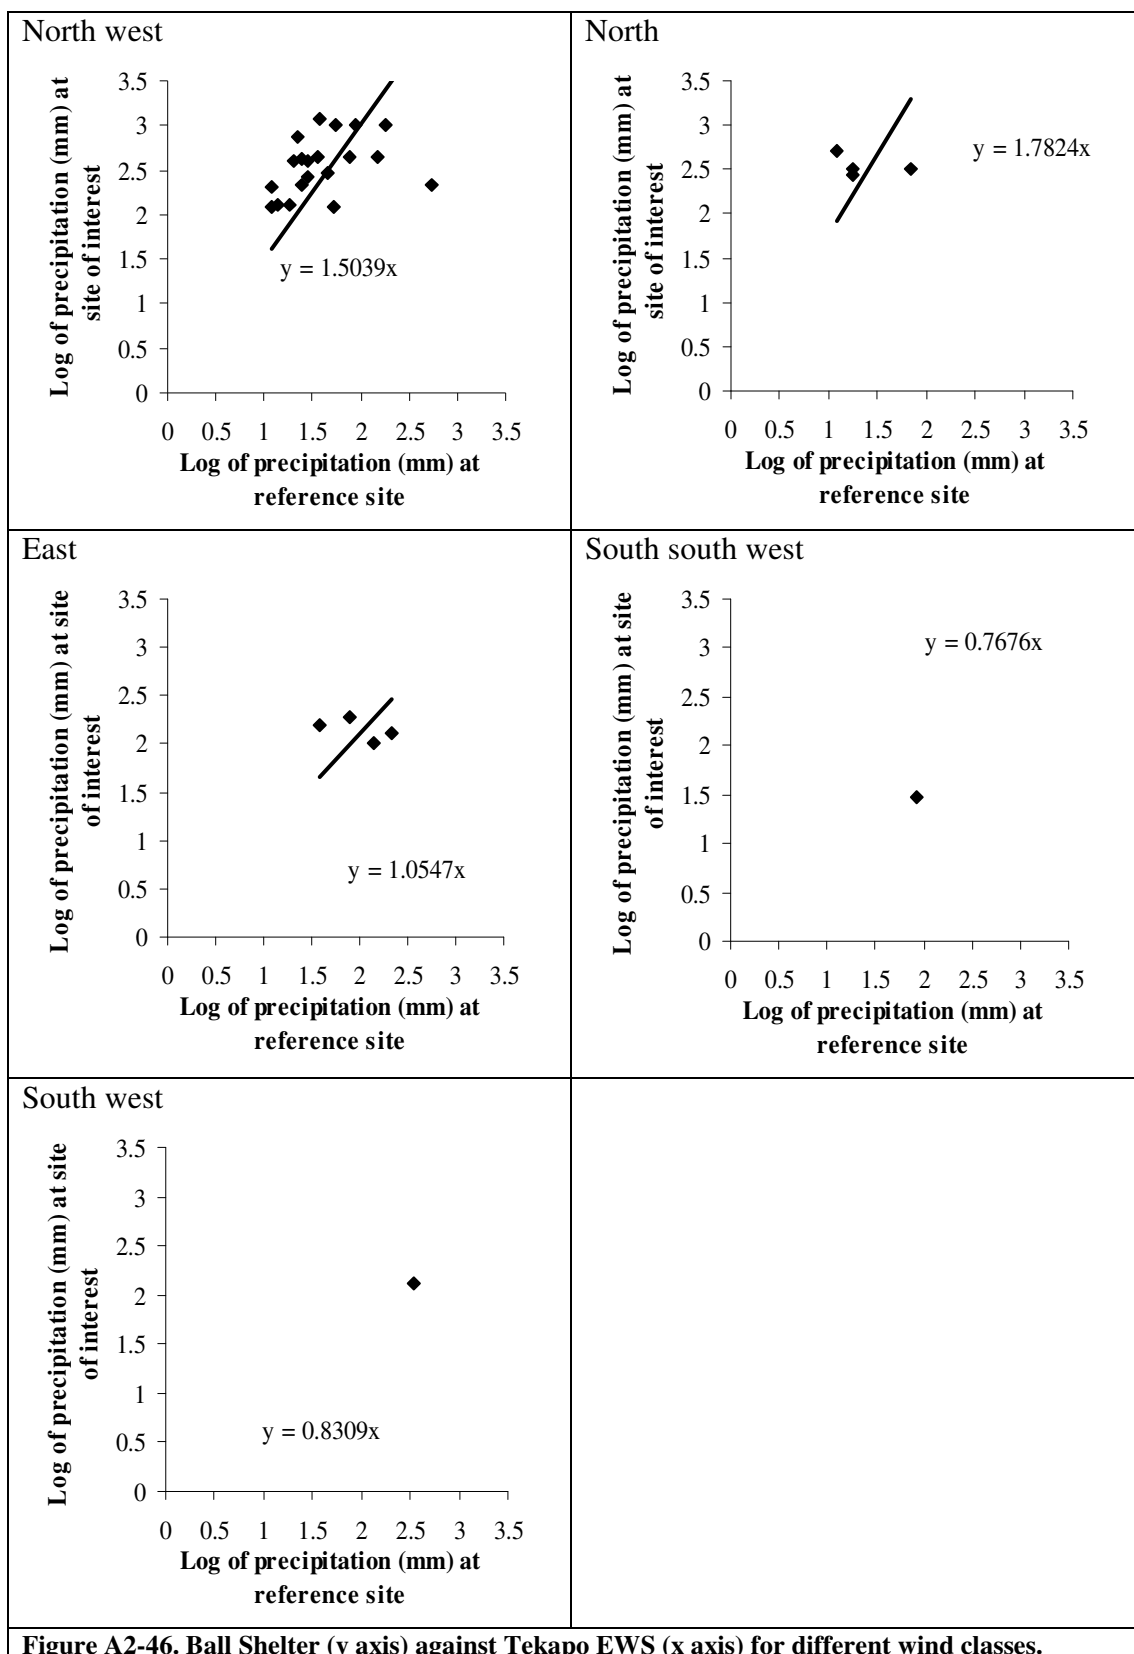 North west
Log of precipitation (mm) at
site of interest
3.5
3
2.5
2
1.5
1
0.5
0
y = 1.5039x
0 0.5 1 1.5 2 2.5 3 3.5
Log of precipitation (mm) at
reference site
North
Log of precipitation (mm) at
site of interest
3.5
3
2.5
2
1.5
1
0.5
0
y = 1.7824x
0 0.5 1 1.5 2 2.5 3 3.5
Log of precipitation (mm) at
reference site
East
Log of precipitation (mm) at site
of interest
3.5
3
2.5
2
1.5
1
0.5
0
y = 1.0547x
0 0.5 1 1.5 2 2.5 3 3.5
Log of precipitation (mm) at
reference site
South south west
Log of precipitation (mm) at site
of interest
3.5
3
2.5
2
1.5
1
0.5
0
y = 0.7676x
0 0.5 1 1.5 2 2.5 3 3.5
Log of precipitation (mm) at
reference site
South west
Log of precipitation (mm) at site
of interest
3.5
3
2.5
2
1.5
1
0.5
0
y = 0.8309x
0 0.5 1 1.5 2 2.5 3 3.5
Log of precipitation (mm) at
reference site
Figure A2-46. Ball Shelter (y axis) against Tekapo EWS (x axis) for different wind classes.